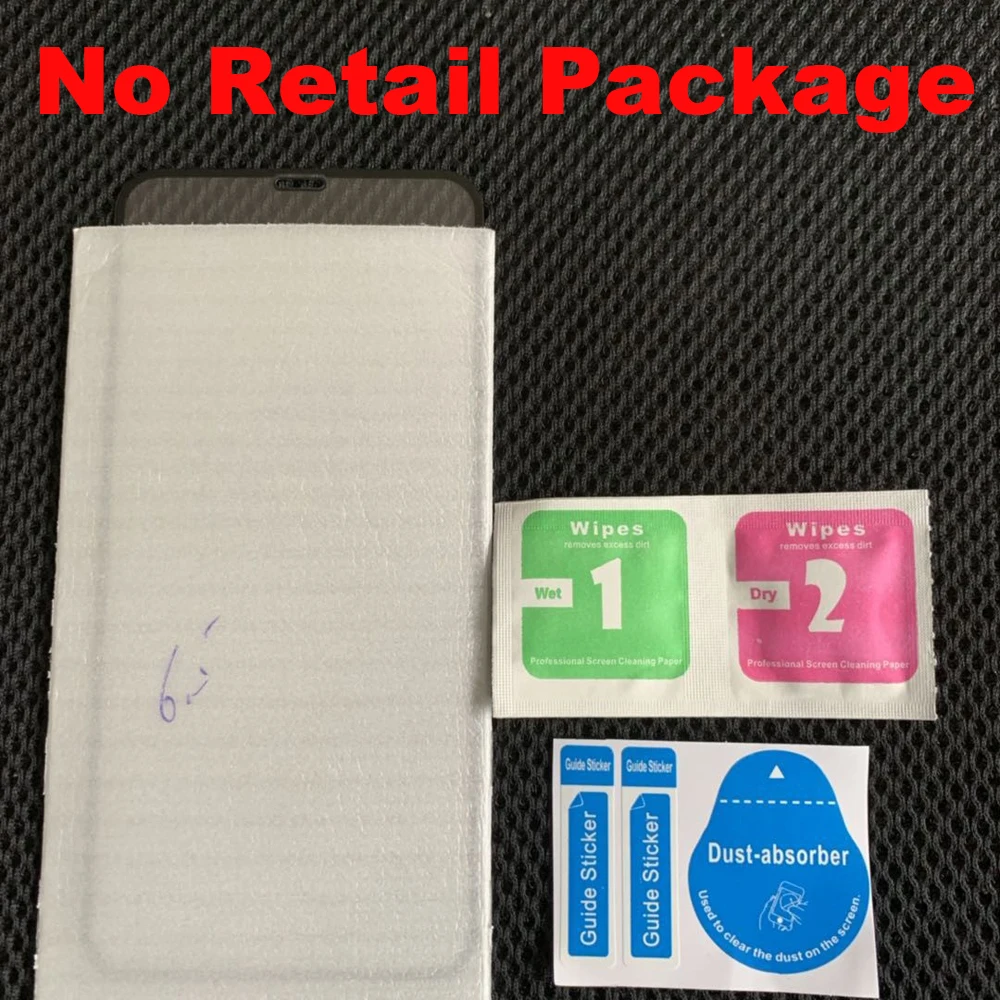 No Retail Package
Wipes
removes excess dirt
Wet
1
Professional Screen Cleaning Paper
Wipes
removes excess dirt
Dry
2
Professional Screen Cleaning Paper
Guide Sticker
Guide Sticker
Guide Sticker
Guide Sticker
Dust-absorber
Used to clear the dust on the screen.